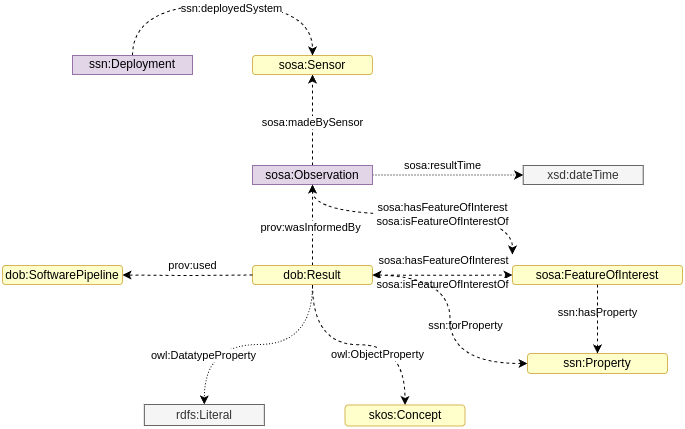 ssn:deployedSystem
ssn:Deployment
sosa:Sensor
sosa:madeBySensor
sosa:Observation
sosa:resultTime
xsd:dateTime
sosa:hasFeatureOfInterest
sosa:isFeatureOfInterestOf
prov:wasInformedBy
dob:SoftwarePipeline
prov:used
dob:Result
sosa:hasFeatureOfInterest
sosa:isFeatureOfInterestOf
sosa:FeatureOfInterest
ssn:hasProperty
ssn:forProperty
owl:DatatypeProperty
owl:ObjectProperty
ssn:Property
rdfs:Literal
skos:Concept